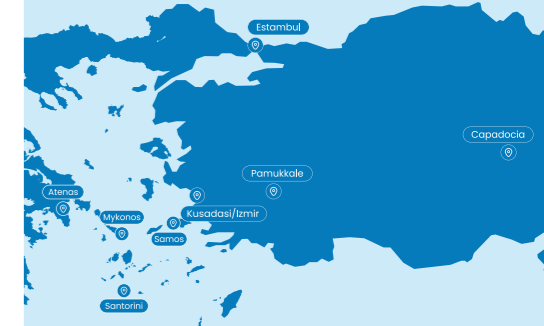 Estambul
Capadocia
Pamukkale
Atenas
Kusadasi/Izmir
Mykonos
Samos
Santorini